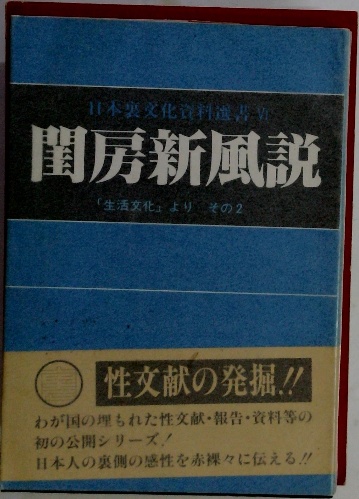 日本裏文化資料選書 Ⅵ
閨房新風説
「生活文化」より その2
性文献の発掘!!
わが国の埋もれた性文献・報告・資料等の
初の公開シリーズ!
日本人の裏側の感性を赤裸々に伝える!!